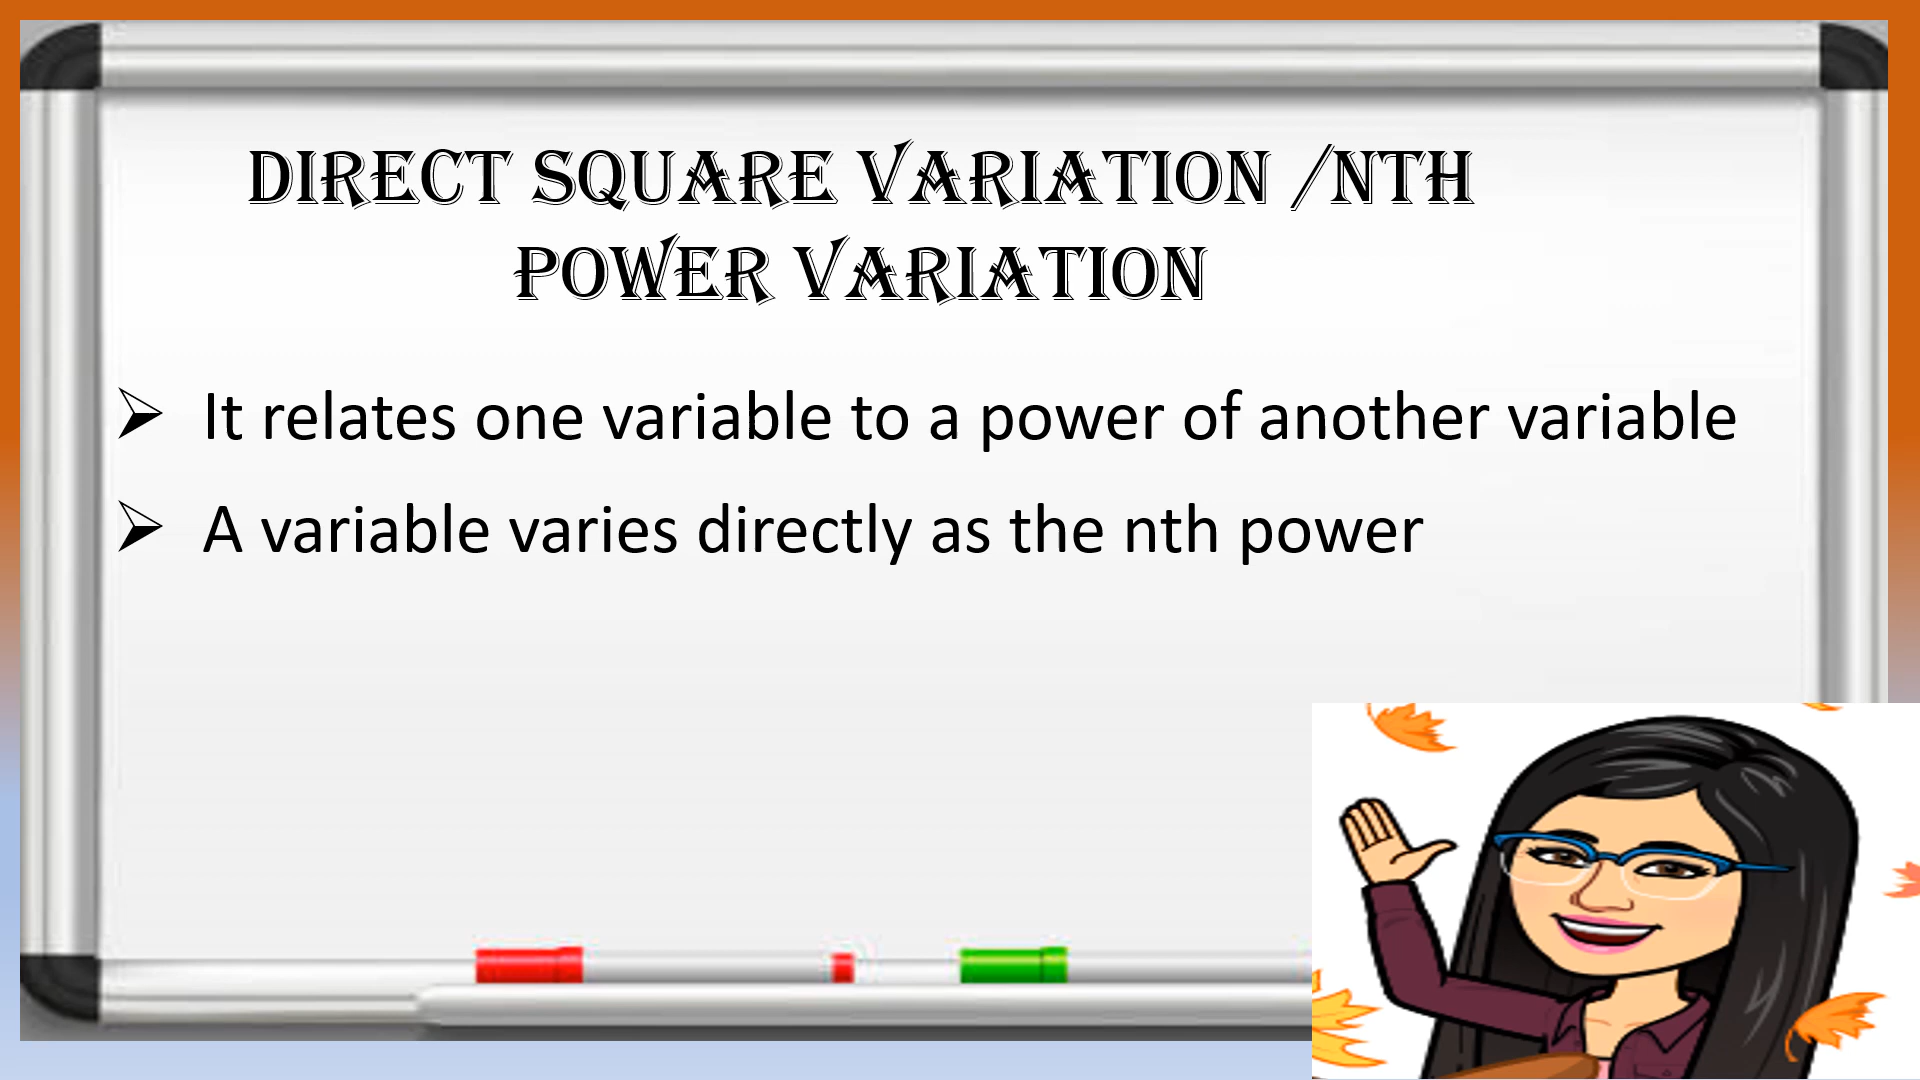 DIRECT SQUARE VARIATION /NTH
POWER VARIATION
➢ It relates one variable to a power of another variable
➢ A variable varies directly as the nth power